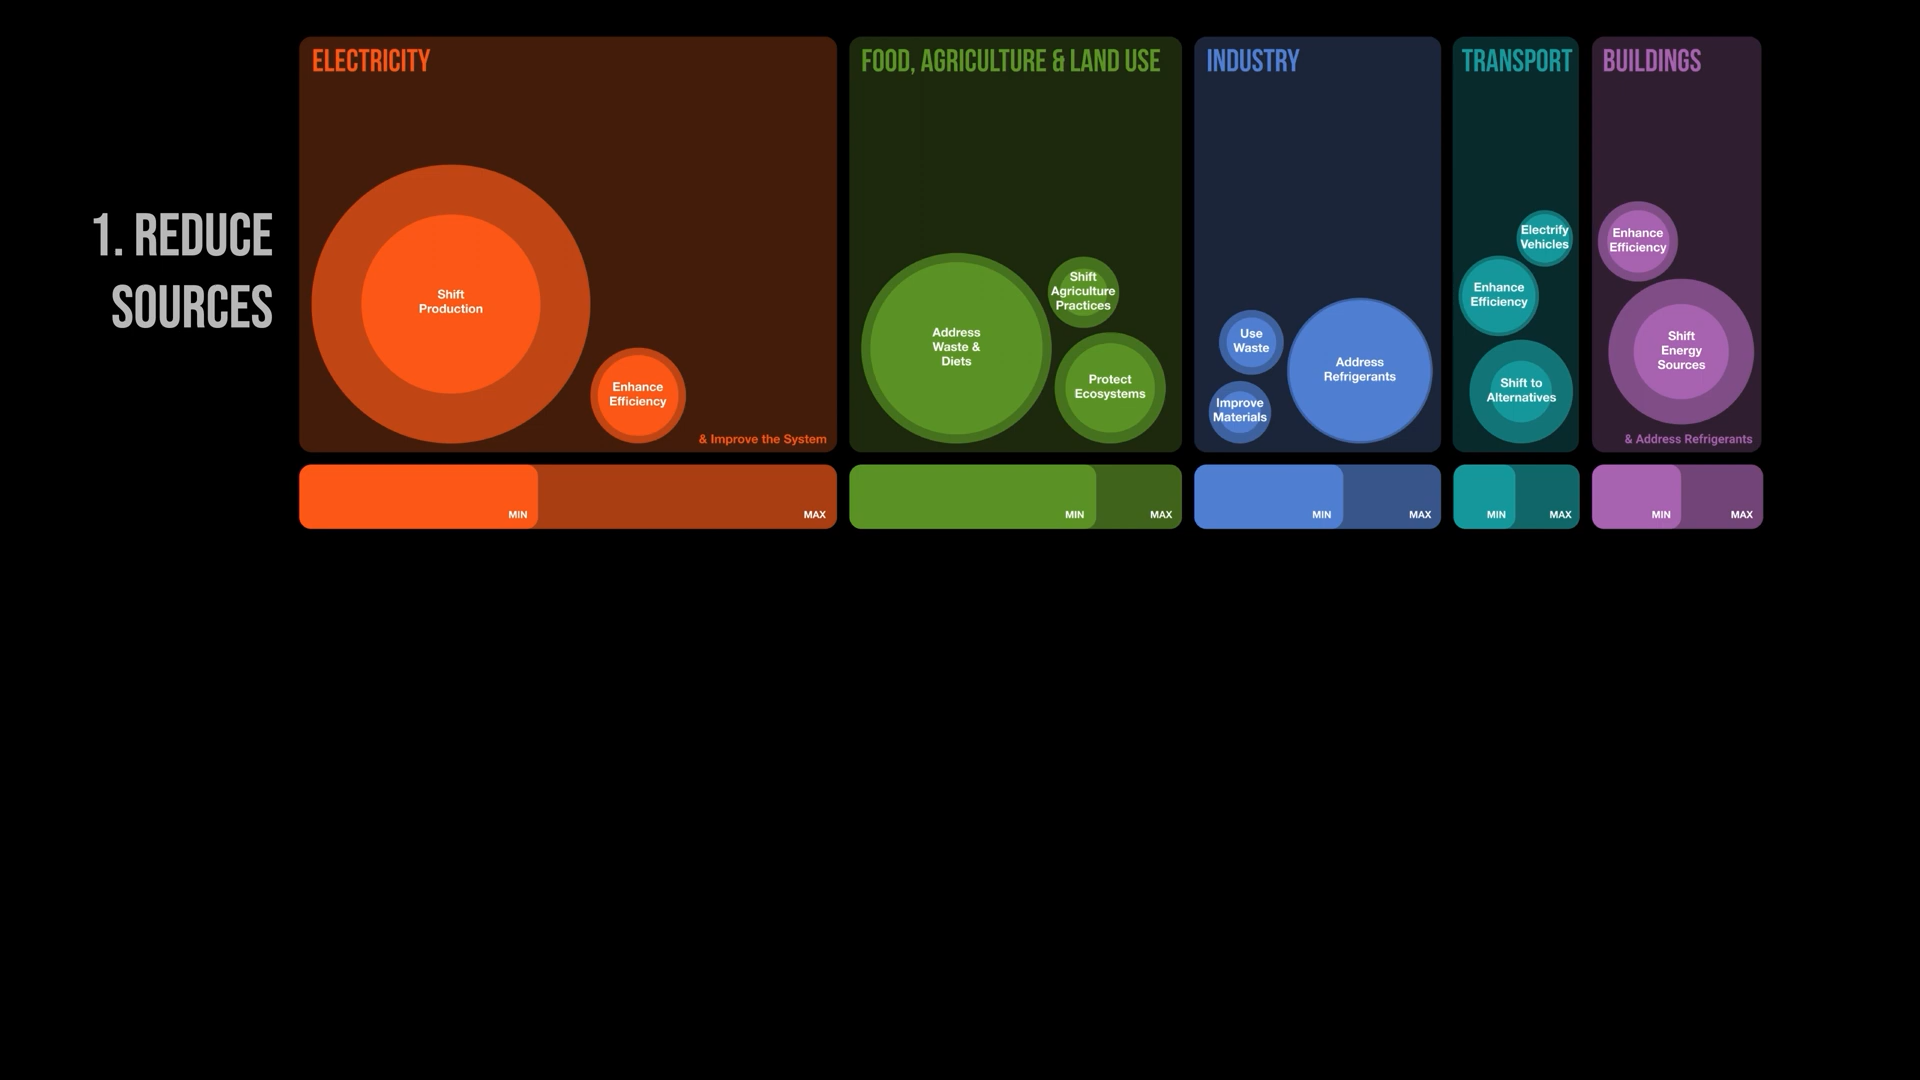 1. REDUCE
SOURCES
ELECTRICITY
Shift
Production
Enhance
Efficiency
& Improve the System
MIN
MAX
FOOD, AGRICULTURE & LAND USE
Address
Waste &
Diets
Shift
Agriculture
Practices
Protect
Ecosystems
MIN
MAX
INDUSTRY
Use
Waste
Improve
Materials
Address
Refrigerants
MIN
MAX
TRANSPORT
Electrify
Vehicles
Enhance
Efficiency
Shift to
Alternatives
MIN
MAX
BUILDINGS
Enhance
Efficiency
Shift
Energy
Sources
& Address Refrigerants
MIN
MAX